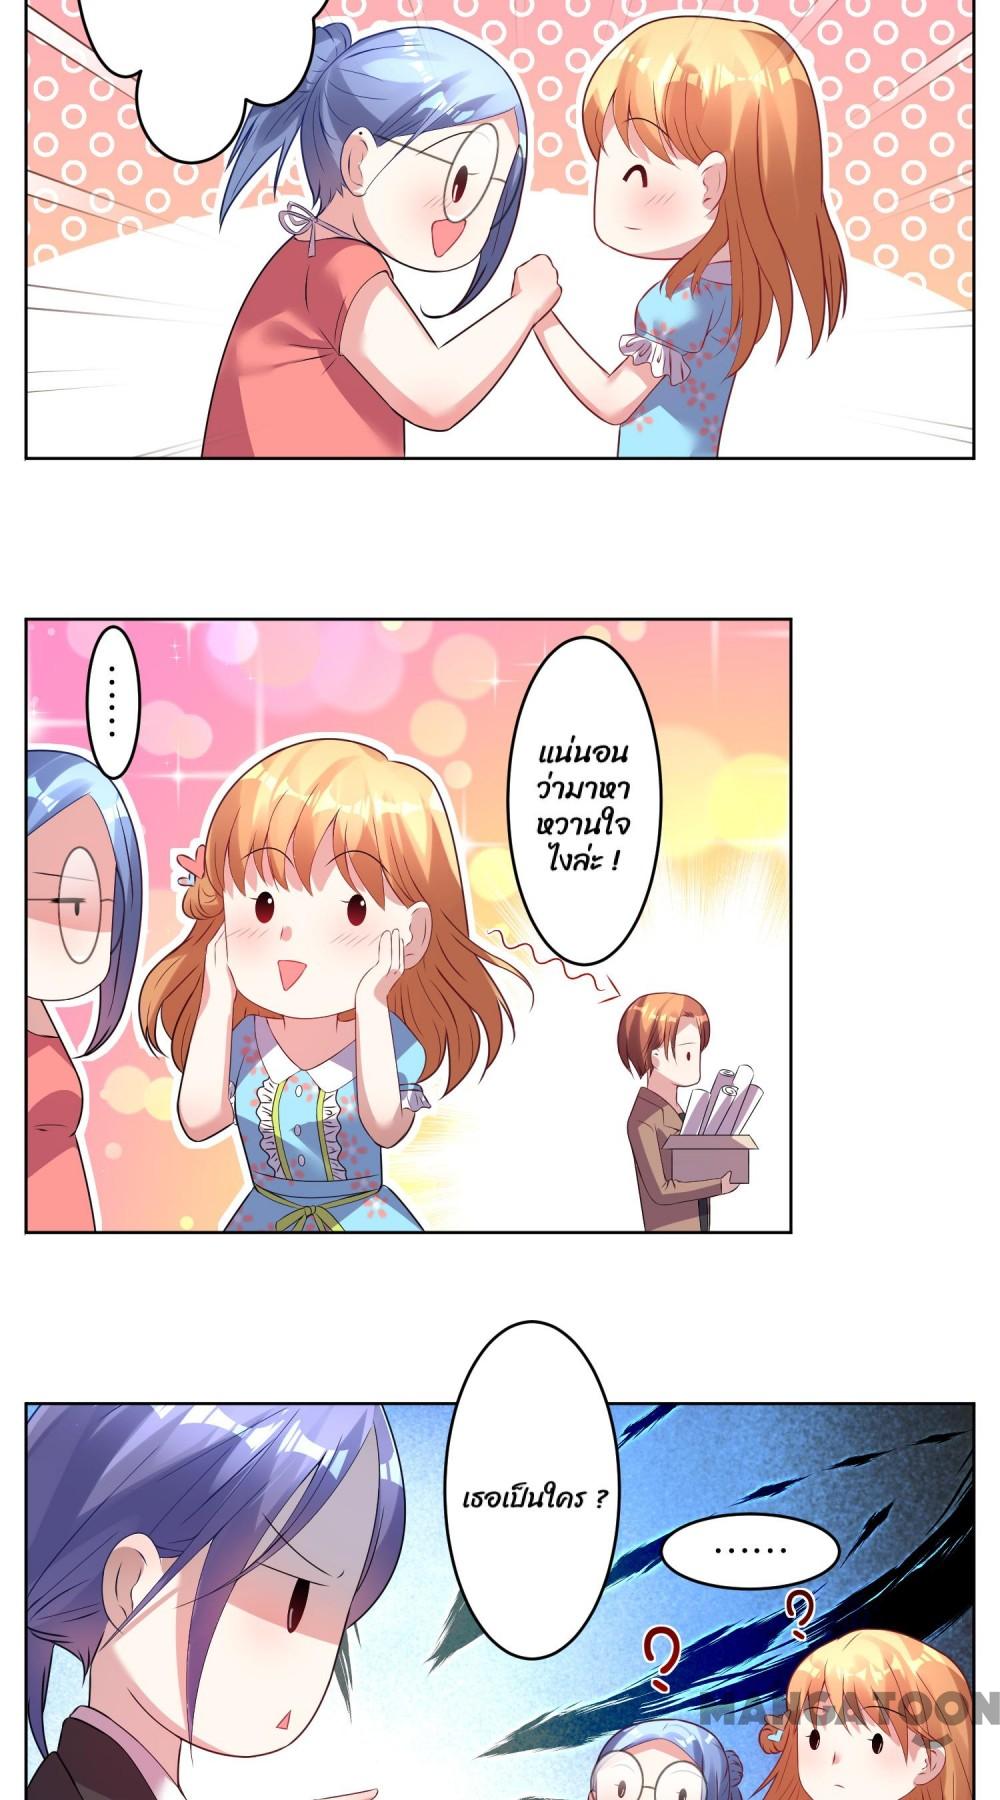 ......
แน่นอน
ว่ามาหา
หวานใจ
ไงล่ะ !
เธอเป็นใคร ?
......
?
?
MANGATOON